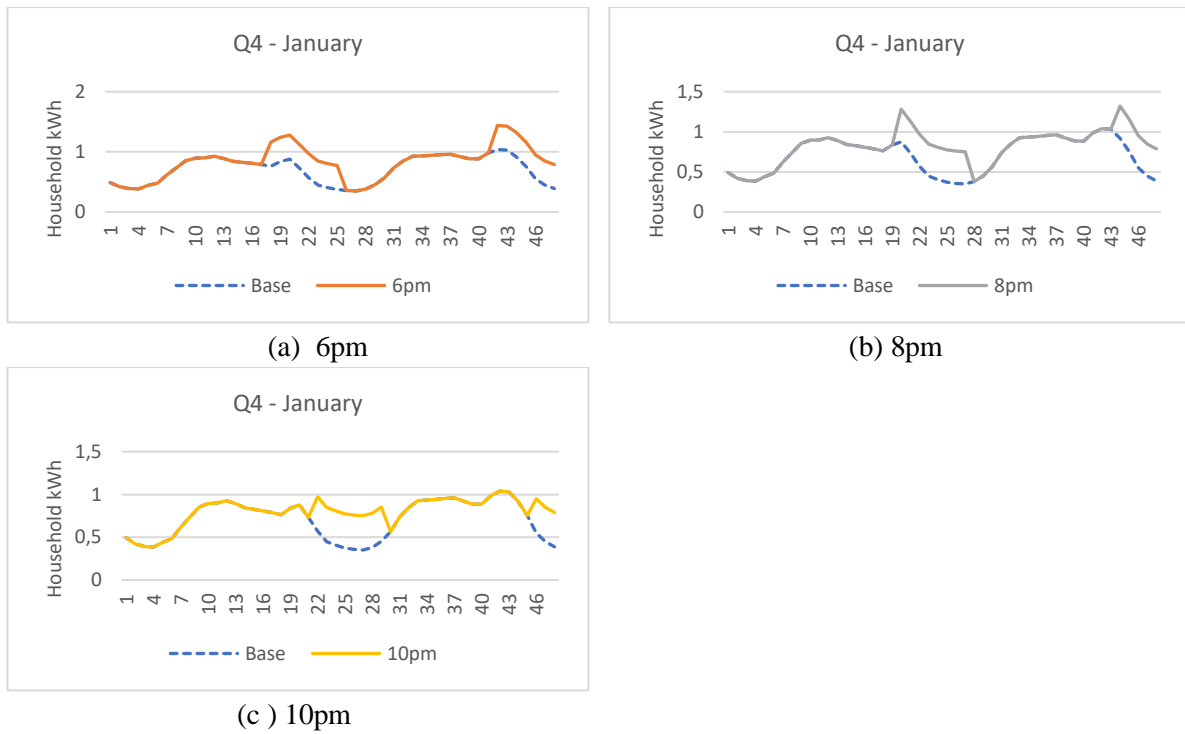 Q4 - January
Household kWh
2
1
0
1 4 7 10 13 16 19 22 25 28 31 34 37 40 43 46
Base 6pm
(a) 6pm
Q4 - January
Household kWh
1,5
1
0,5
0
1 4 7 10 13 16 19 22 25 28 31 34 37 40 43 46
Base 8pm
(b) 8pm
Q4 - January
Household kWh
1,5
1
0,5
0
1 4 7 10 13 16 19 22 25 28 31 34 37 40 43 46
Base 10pm
(c ) 10pm